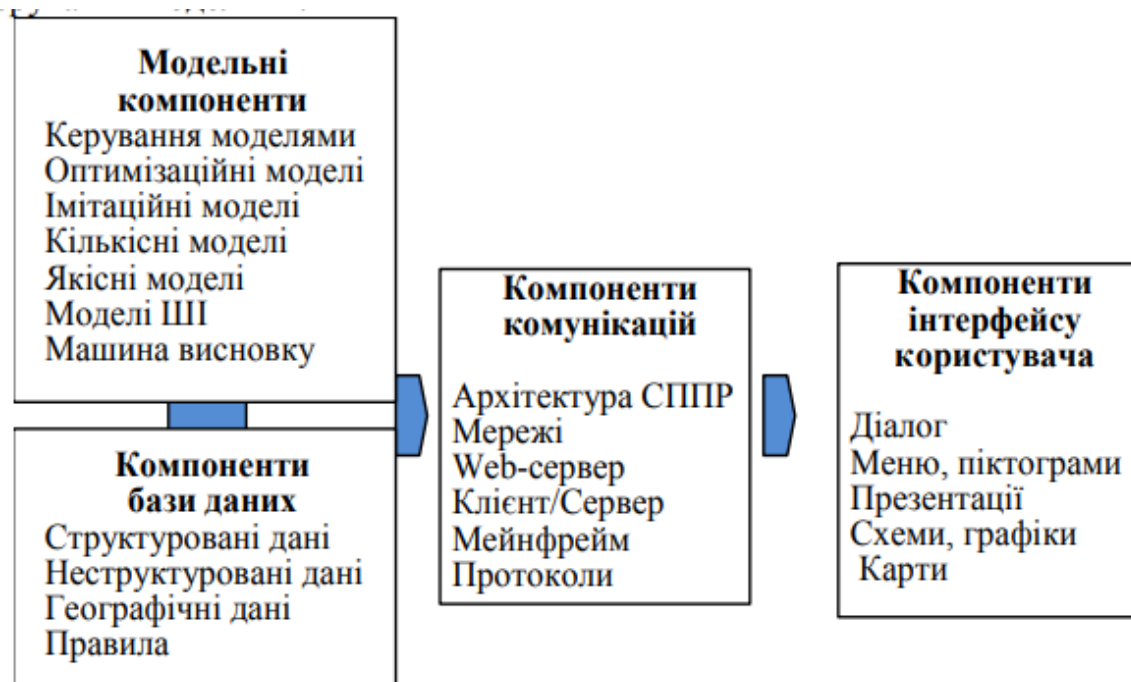 Модельні
компоненти
Керування моделями
Оптимізаційні моделі
Імітаційні моделі
Кількісні моделі
Якісні моделі
Моделі ШІ
Машина висновку
Компоненти
бази даних
Структуровані дані
Неструктуровані дані
Географічні дані
Правила
Компоненти
комунікацій
Архітектура СППР
Мережі
Web-сервер
Клієнт/Сервер
Мейнфрейм
Протоколи
Компоненти
інтерфейсу
користувача
Діалог
Меню, піктограми
Презентації
Схеми, графіки
Карти